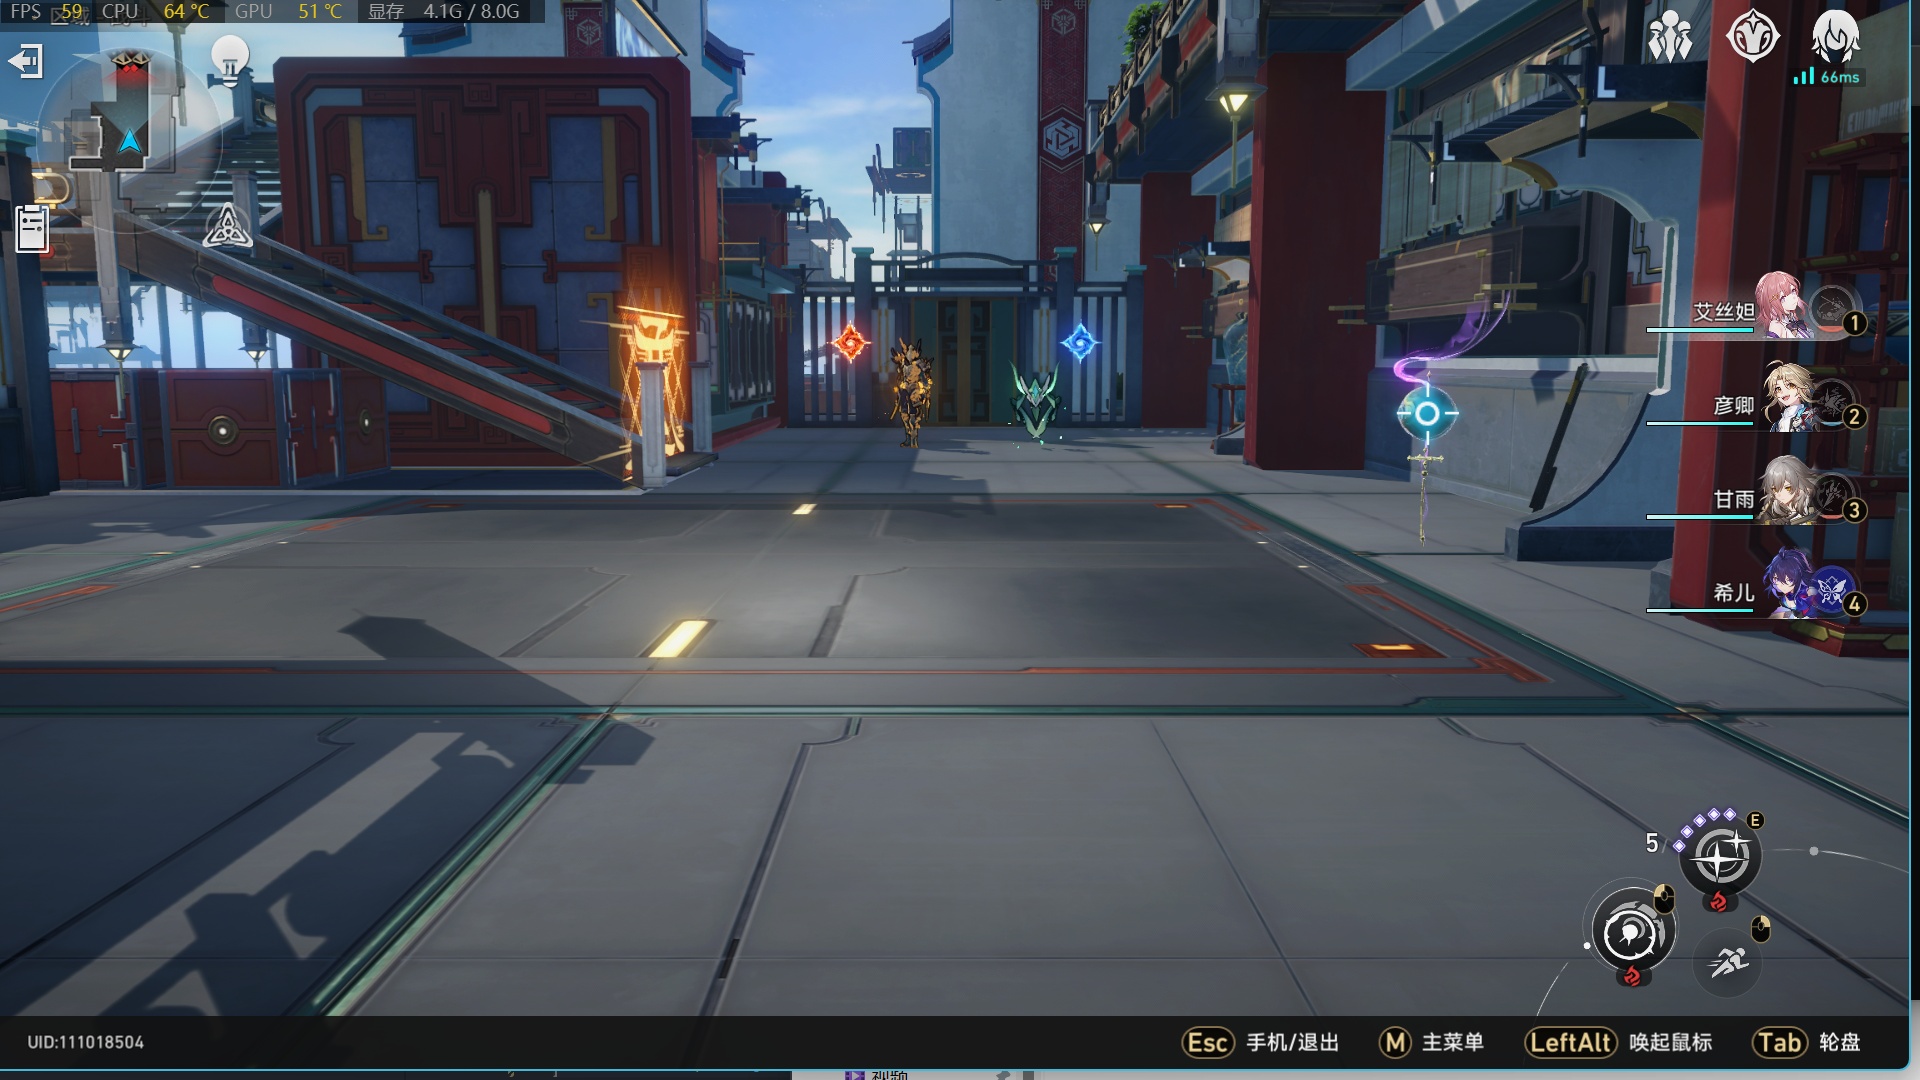 FPS 59 CPU 64 ℃ GPU 51 ℃ 显存 4.1G / 8.0G
66ms
艾丝妲 1
彦卿 2
甘雨 3
希儿 4
5 E
UID:111018504
Esc 手机/退出 M 主菜单 LeftAlt 唤起鼠标 Tab 轮盘
视频